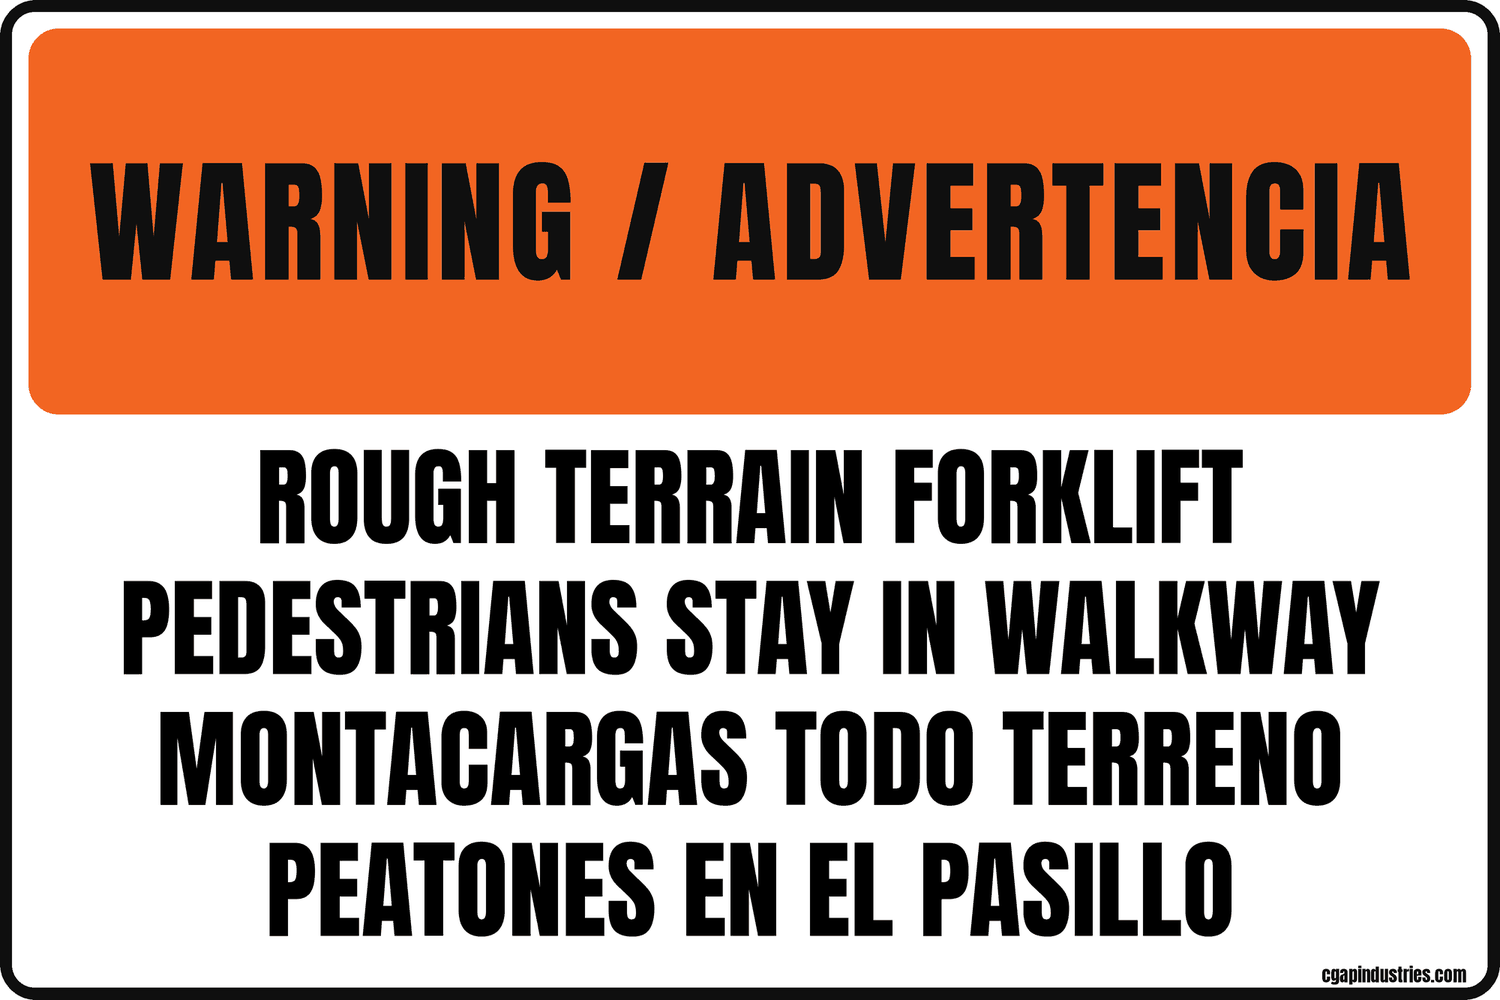 WARNING / ADVERTENCIA
ROUGH TERRAIN FORKLIFT
PEDESTRIANS STAY IN WALKWAY
MONTACARGAS TODO TERRENO
PEATONES EN EL PASILLO
cgapindustries.com